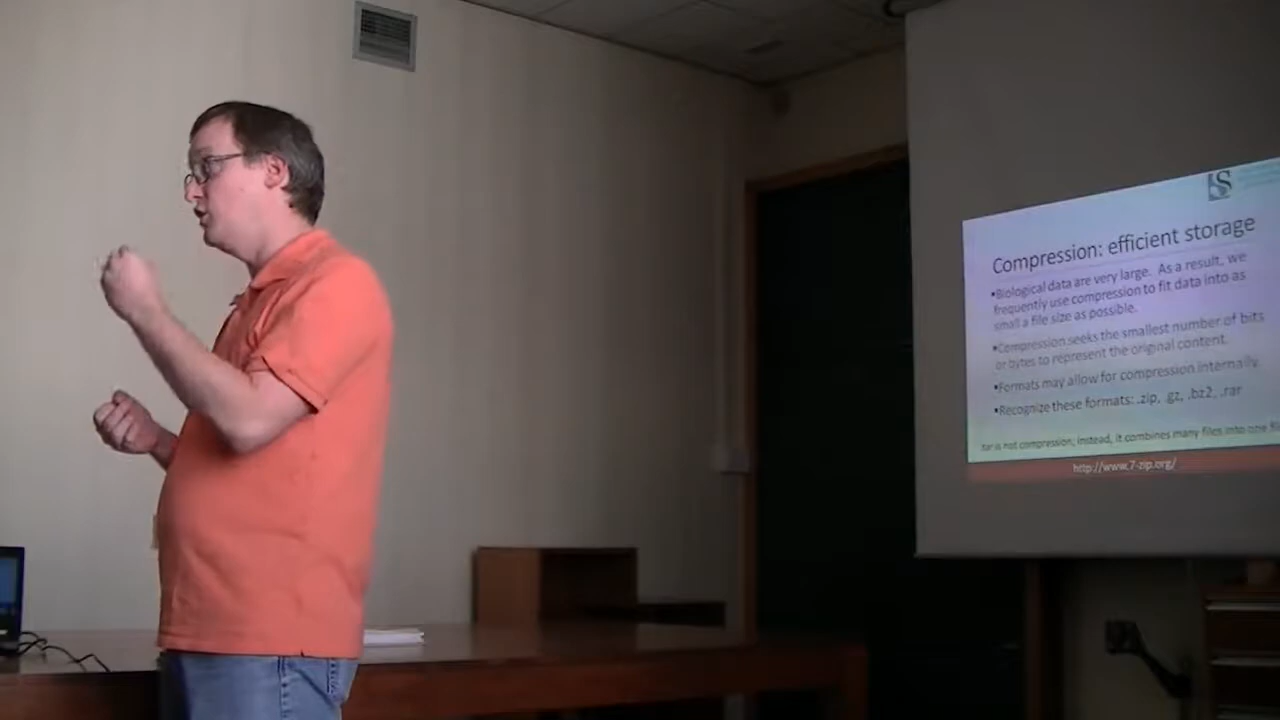 Compression: efficient storage
▪Biological data are very large. As a result, we
frequently use compression to fit data into as
small a file size as possible.
▪Compression seeks the smallest number of bits
or bytes to represent the original content.
▪Formats may allow for compression internally.
▪Recognize these formats: .zip, .gz, .bz2, .rar
.tar is not compression; instead, it combines many files into one
http://www.7-zip.org/